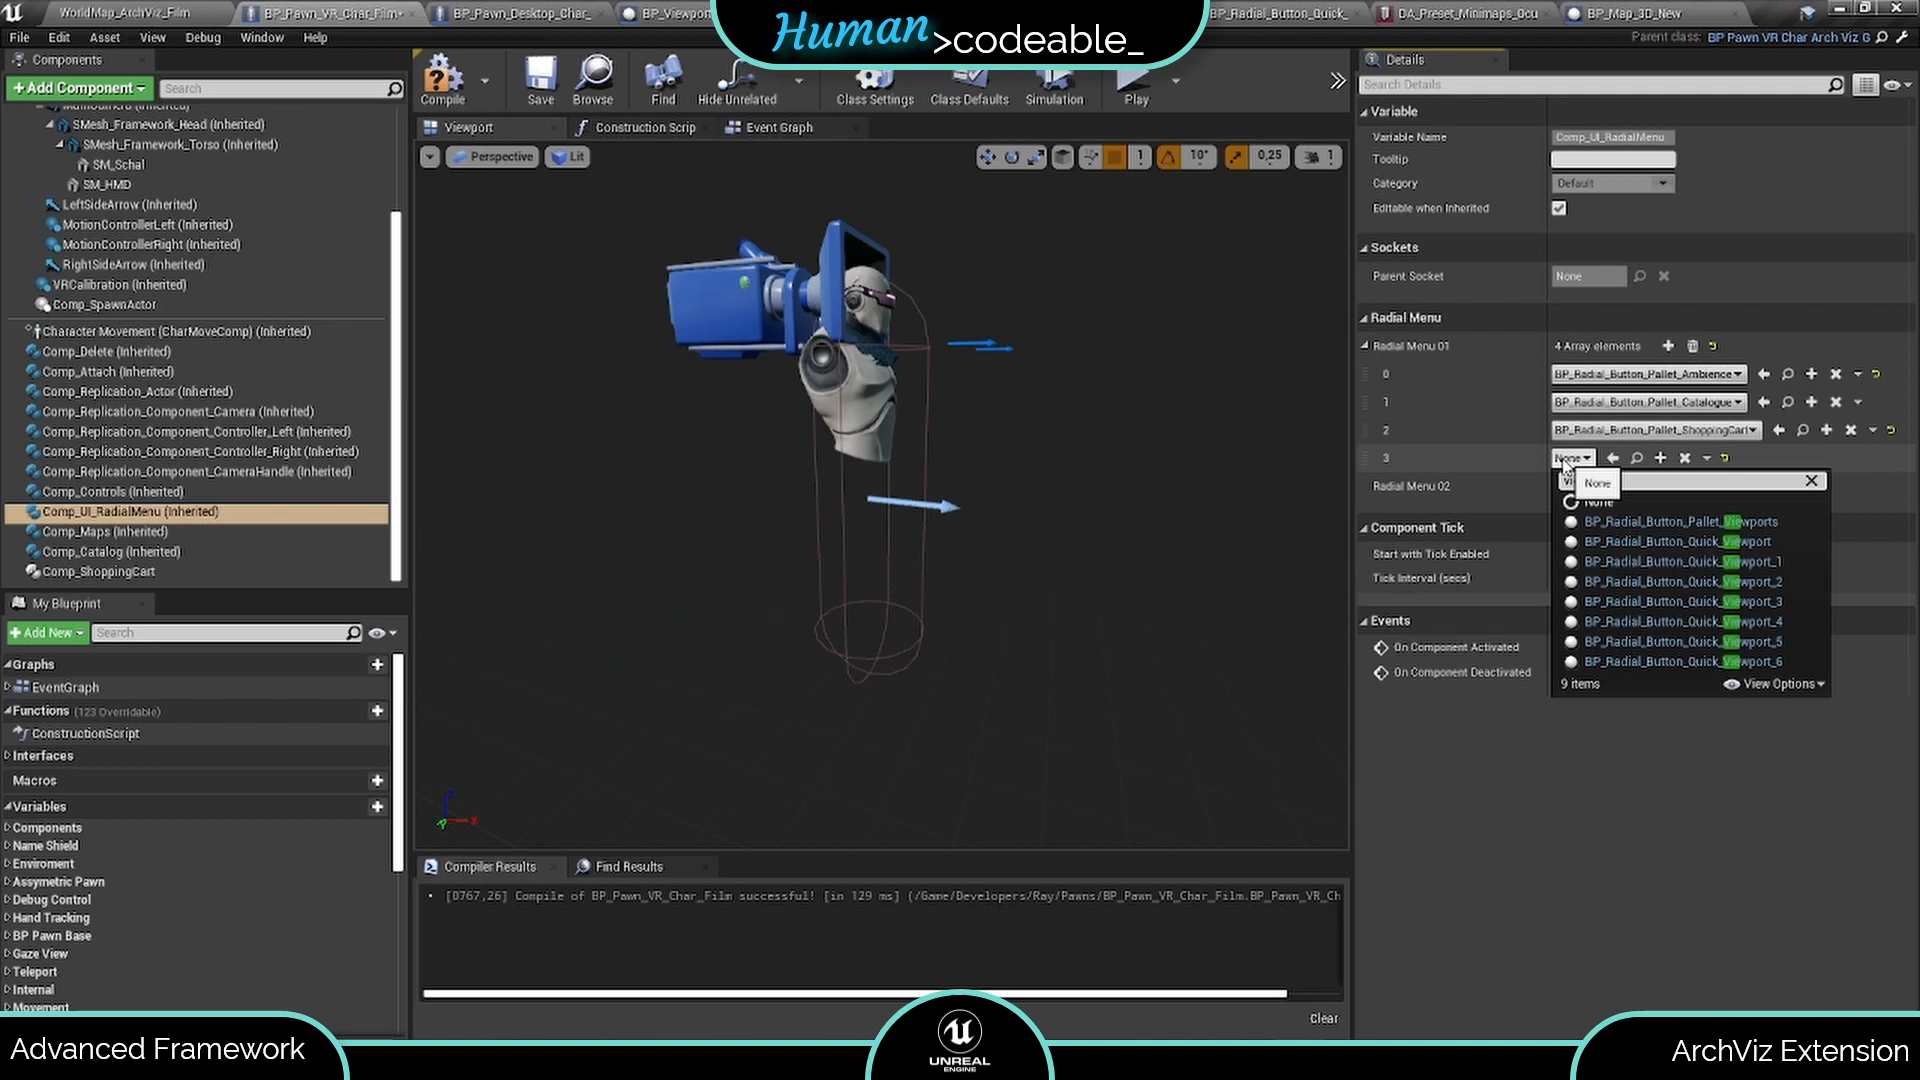 WorldMap_ArchViz_Film
BP_Pawn_VR_Char_Film•
BP_Pawn_Desktop_Char_
BP_Viewpor
BP_Radial_Button_Quick_
DA_Preset_Minimaps_Ocu
BP_Map_3D_New
Human >codeable_
File Edit Asset View Debug Window Help
Parent class: BP Pawn VR Char Arch Viz G
Components
+Add Component
Search
SMesh_Framework_Head (Inherited)
SMesh_Framework_Torso (Inherited)
SM_Schal
SM_HMD
LeftSideArrow (Inherited)
MotionControllerLeft (Inherited)
MotionControllerRight (Inherited)
RightSideArrow (Inherited)
VRCalibration (Inherited)
Comp_SpawnActor
Character Movement (CharMoveComp) (Inherited)
Comp_Delete (Inherited)
Comp_Attach (Inherited)
Comp_Replication_Actor (Inherited)
Comp_Replication_Component_Camera (Inherited)
Comp_Replication_Component_Controller_Left (Inherited)
Comp_Replication_Component_Controller_Right (Inherited)
Comp_Replication_Component_CameraHandle (Inherited)
Comp_Controls (Inherited)
Comp_UI_RadialMenu (Inherited)
Comp_Maps (Inherited)
Comp_Catalog (Inherited)
Comp_ShoppingCart
My Blueprint
+Add New
Search
Graphs
EventGraph
Functions (123 Overridable)
ConstructionScript
Interfaces
Macros
Variables
Components
Name Shield
Enviroment
Assymetric Pawn
Debug Control
Hand Tracking
BP Pawn Base
Gaze View
Teleport
Internal
Movement
Compile
Save
Browse
Find
Hide Unrelated
Class Settings
Class Defaults
Simulation
Play
Viewport
Construction Scrip
Event Graph
Perspective
Lit
1
10°
0,25
1
Z
X
Y
Compiler Results
Find Results
[0767,26] Compile of BP_Pawn_VR_Char_Film successful! [in 129 ms] (/Game/Developers/Ray/Pawns/BP_Pawn_VR_Char_Film.BP_Pawn_VR_Ch
Clear
Details
Search Details
Variable
Variable Name
Comp_UI_RadialMenu
Tooltip
Category
Default
Editable when Inherited
Sockets
Parent Socket
None
Radial Menu
Radial Menu 01
4 Array elements
0
BP_Radial_Button_Pallet_Ambience
1
BP_Radial_Button_Pallet_Catalogue
2
BP_Radial_Button_Pallet_ShoppingCart
3
None
Radial Menu 02
None
None
BP_Radial_Button_Pallet_Viewports
BP_Radial_Button_Quick_Viewport
BP_Radial_Button_Quick_Viewport_1
BP_Radial_Button_Quick_Viewport_2
BP_Radial_Button_Quick_Viewport_3
BP_Radial_Button_Quick_Viewport_4
BP_Radial_Button_Quick_Viewport_5
BP_Radial_Button_Quick_Viewport_6
9 items
View Options
Component Tick
Start with Tick Enabled
Tick Interval (secs)
Events
On Component Activated
On Component Deactivated
Advanced Framework
UNREAL
ENGINE
ArchViz Extension